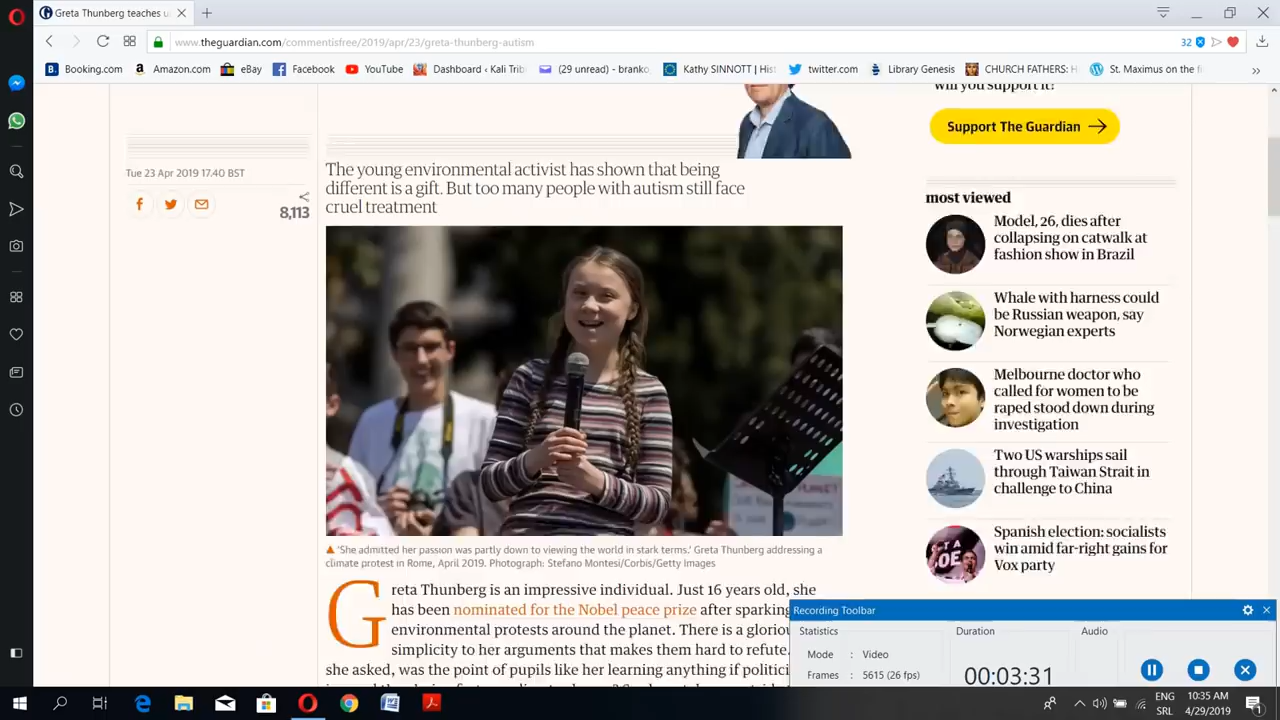 Greta Thunberg teaches u
www.theguardian.com/commentisfree/2019/apr/23/greta-thunberg-autism
32
Booking.com
Amazon.com
eBay
Facebook
YouTube
Dashboard ‹ Kali Trib
(29 unread) - branko_
Kathy SINNOTT | Hist
twitter.com
Library Genesis
CHURCH FATHERS: H
St. Maximus on the f
will you support it?
Support The Guardian
Tue 23 Apr 2019 17.40 BST
8,113
The young environmental activist has shown that being
different is a gift. But too many people with autism still face
cruel treatment
▲ ‘She admitted her passion was partly down to viewing the world in stark terms.’ Greta Thunberg addressing a
climate protest in Rome, April 2019. Photograph: Stefano Montesi/Corbis/Getty Images
Greta Thunberg is an impressive individual. Just 16 years old, she
has been nominated for the Nobel peace prize after sparking
environmental protests around the planet. There is a glorio
simplicity to her arguments that makes them hard to refute.
she asked, was the point of pupils like her learning anything if politici
most viewed
Model, 26, dies after
collapsing on catwalk at
fashion show in Brazil
Whale with harness could
be Russian weapon, say
Norwegian experts
Melbourne doctor who
called for women to be
raped stood down during
investigation
Two US warships sail
through Taiwan Strait in
challenge to China
Spanish election: socialists
win amid far-right gains for
Vox party
Recording Toolbar
Statistics
Duration
Audio
Mode : Video
Frames : 5615 (26 fps)
00:03:31
ENG
SRL
10:35 AM
4/29/2019